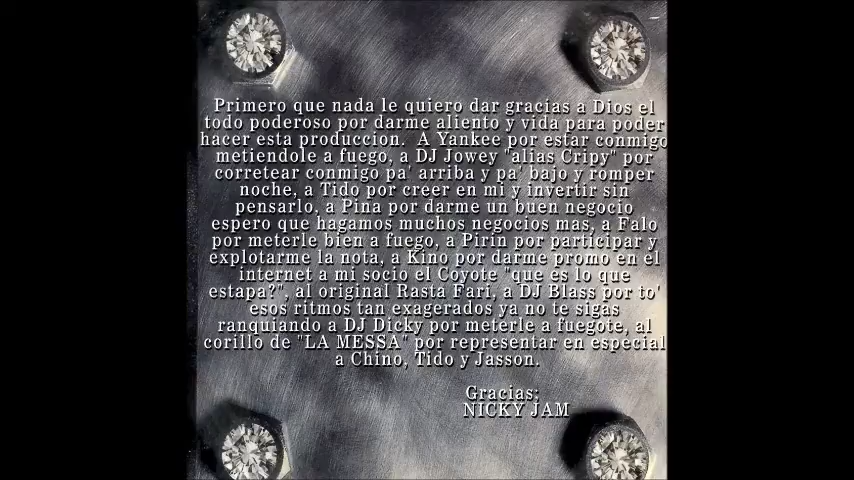 Primero que nada le quiero dar gracias a Dios el
todo poderoso por darme aliento y vida para poder
hacer esta produccion. A Yankee por estar conmigo
metiendole a fuego, a DJ Jowey "alias Cripy" por
corretear conmigo pa' arriba y pa' bajo y romper
noche, a Tido por creer en mi y invertir sin
pensarlo, a Pina por darme un buen negocio
espero que hagamos muchos negocios mas, a Falo
por meterle bien a fuego, a Pirin por participar y
explotarme la nota, a Kino por darme promo en el
internet a mi socio el Coyote "que es lo que
estapa?", al original Rasta Fari, a DJ Blass por to'
esos ritmos tan exagerados ya no te sigas
ranquiando a DJ Dicky por meterle a fuegote, al
corillo de "LA MESSA" por representar en especial
a Chino, Tido y Jasson.
Gracias;
NICKY JAM